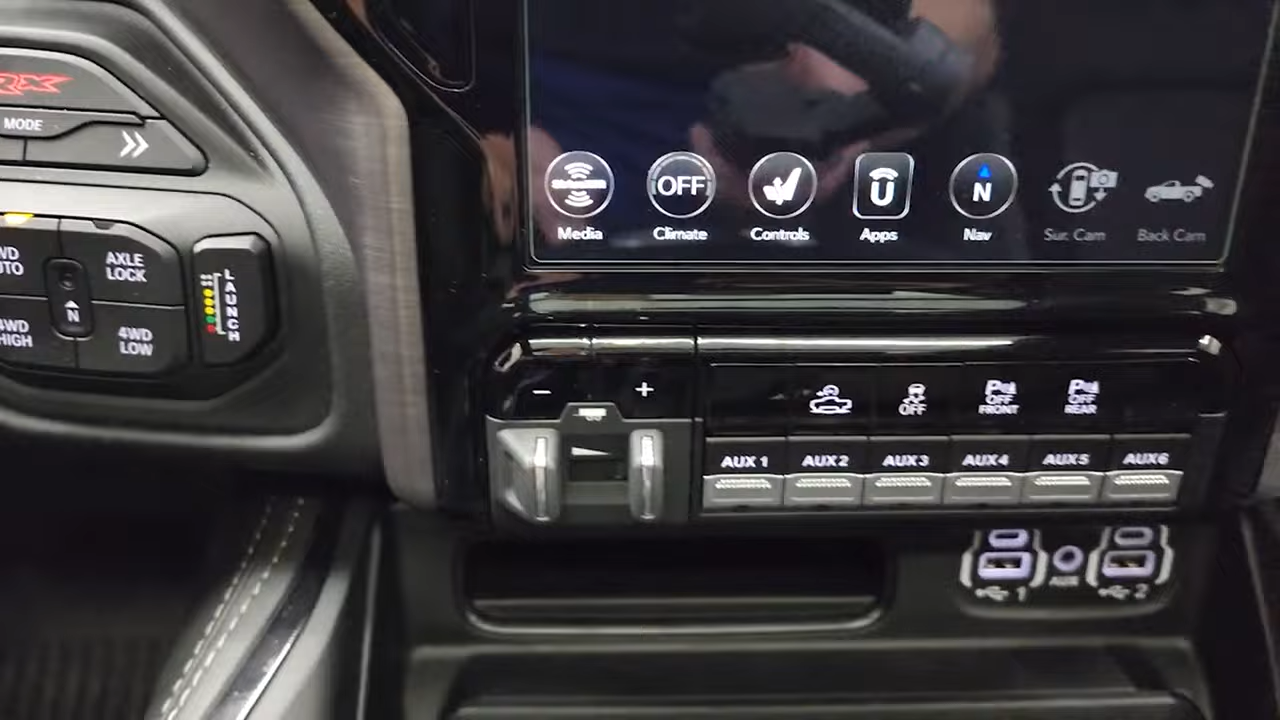 MODE
WD
UTO
AXLE
LOCK
N
4WD
HIGH
4WD
LOW
LAUNCH
OFF
U
N
Media
Climate
Controls
Apps
Nav
Sur. Cam
Back Cam
− +
OFF
P OFF FRONT
P OFF REAR
AUX 1
AUX 2
AUX 3
AUX 4
AUX 5
AUX 6
1
AUX
2